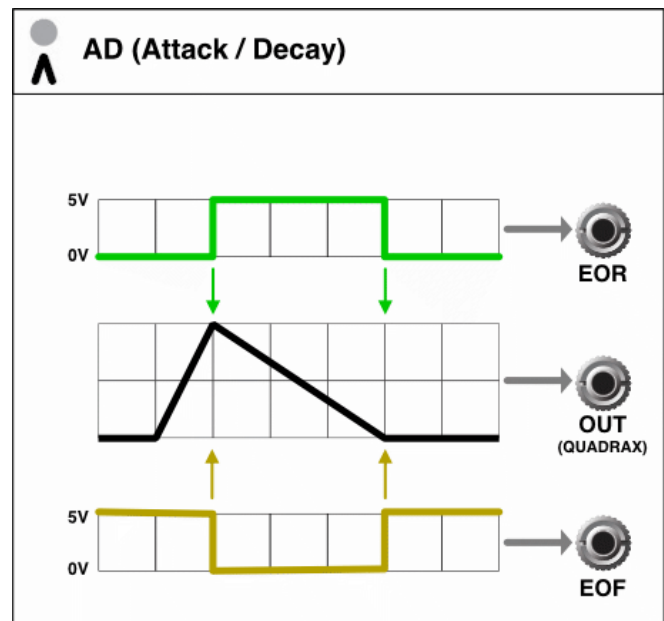 AD (Attack / Decay)
5V
0V
EOR
OUT
(QUADRAX)
5V
0V
EOF